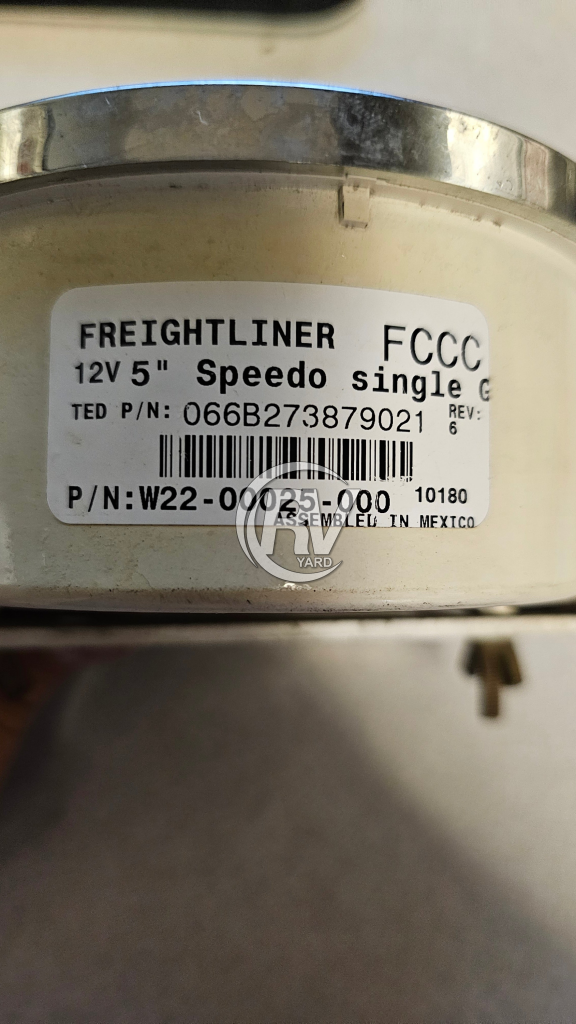 FREIGHTLINER FCCC
12V 5" Speedo single G
TED P/N: 066B273879021 REV:
6
P/N:W22-00025-000 10180
ASSEMBLED IN MEXICO
RV
YARD